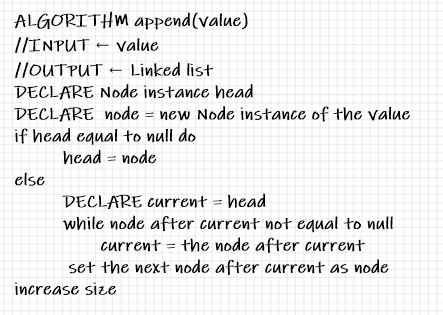 ALGORITHM append(value)
//INPUT ← value
//OUTPUT ← Linked list
DECLARE Node instance head
DECLARE node = new Node instance of the value
if head equal to null do
head = node
else
DECLARE current = head
while node after current not equal to null
current = the node after current
set the next node after current as node
increase size